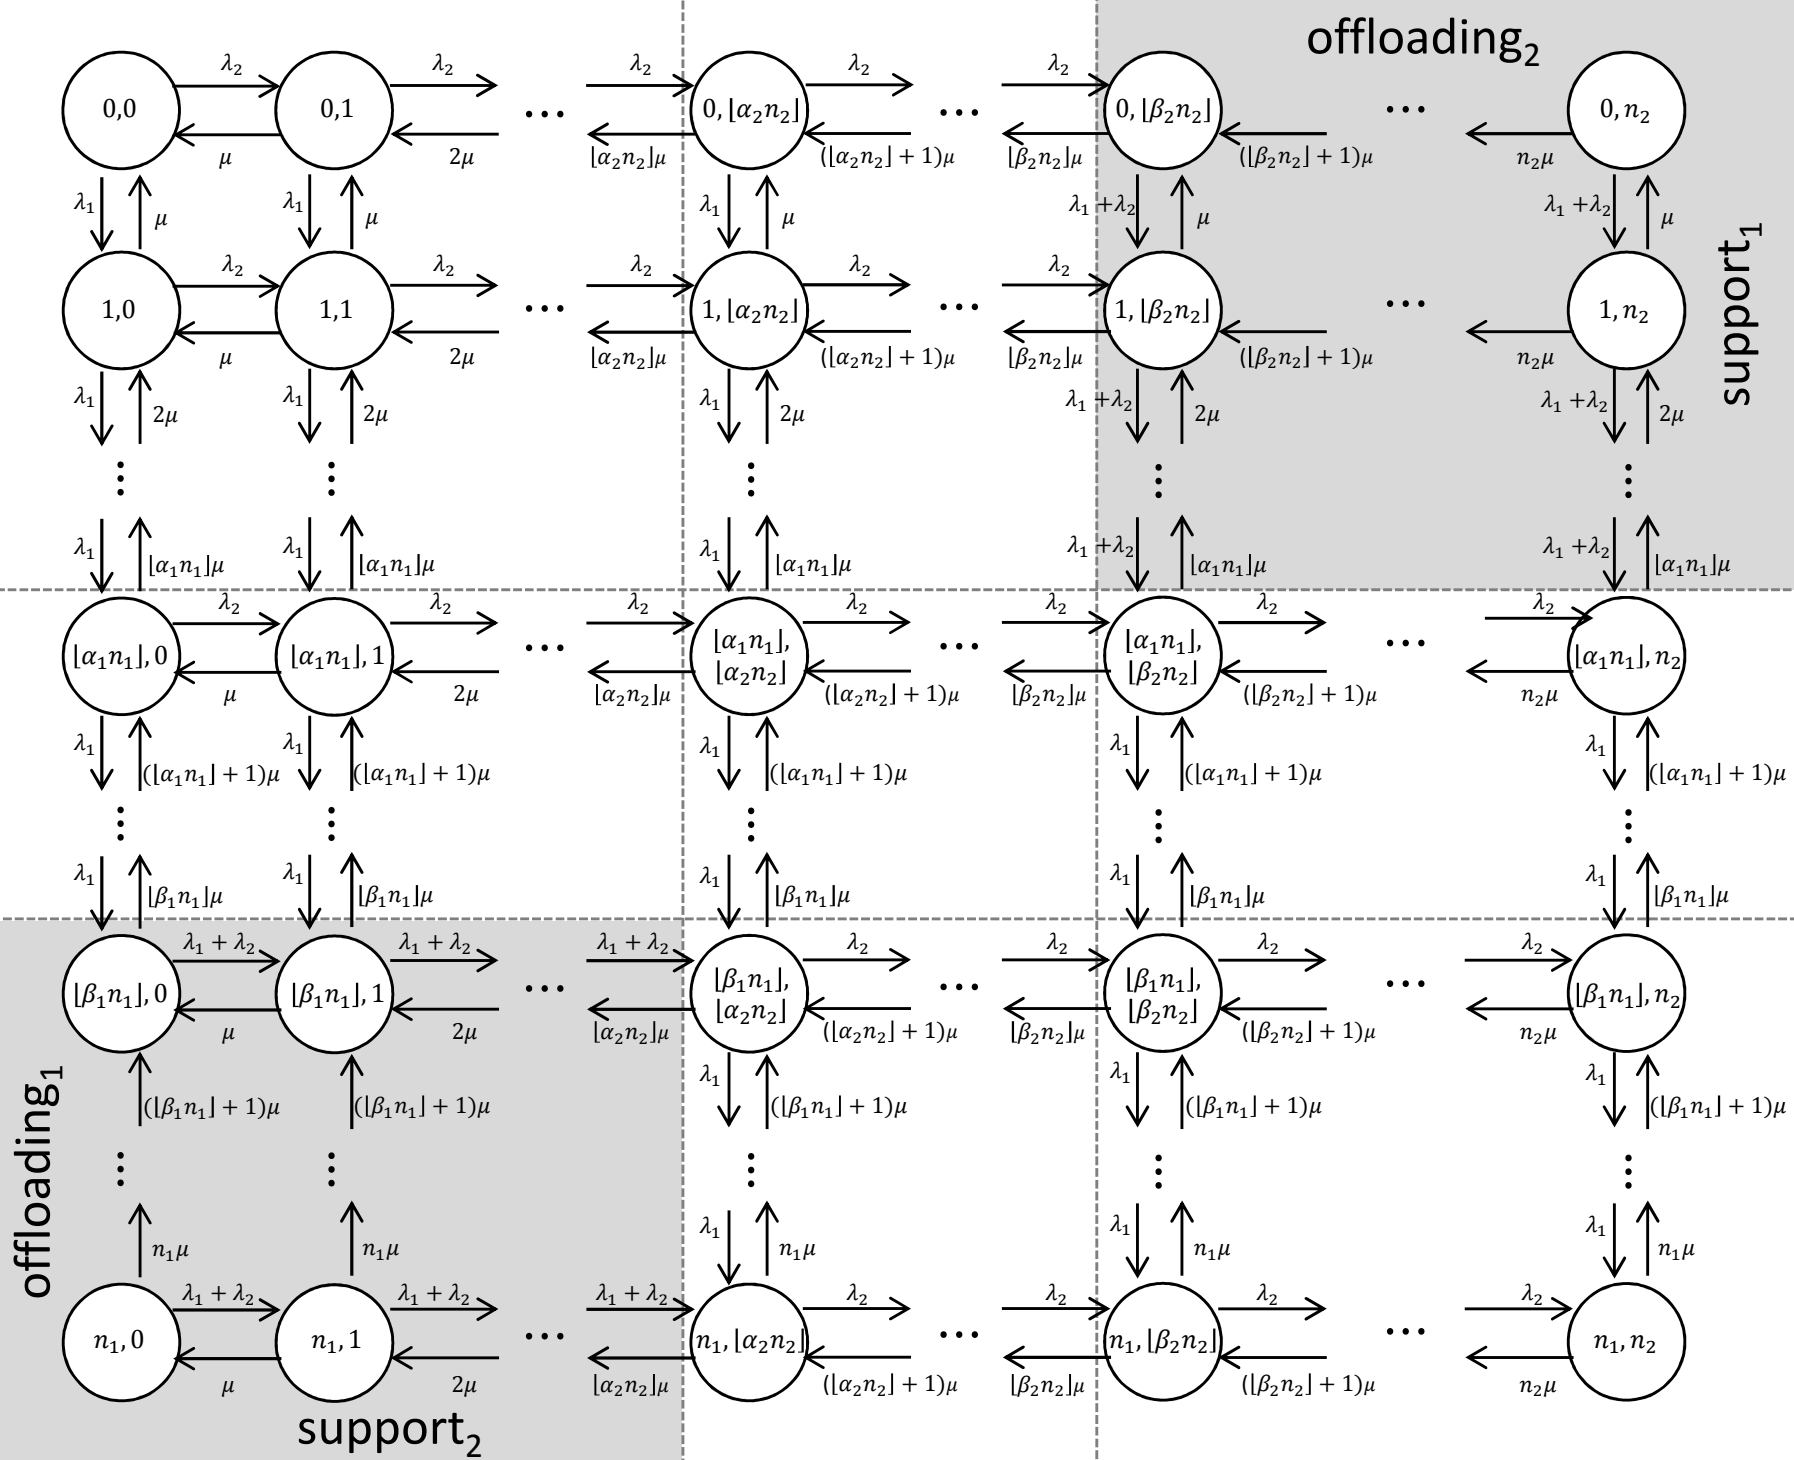 offloading₂
λ₂ λ₂ λ₂ λ₂ λ₂
0,0 0,1 ⋯ 0,⌊α₂n₂⌋ ⋯ 0,⌊β₂n₂⌋ ⋯ 0,n₂
μ 2μ ⌊α₂n₂⌋μ (⌊α₂n₂⌋ + 1)μ ⌊β₂n₂⌋μ (⌊β₂n₂⌋ + 1)μ n₂μ
λ₁ μ λ₁ μ λ₁ μ λ₁ +λ₂ μ λ₁ +λ₂ μ
support₁
λ₂ λ₂ λ₂ λ₂ λ₂
1,0 1,1 ⋯ 1,⌊α₂n₂⌋ ⋯ 1,⌊β₂n₂⌋ ⋯ 1,n₂
μ 2μ ⌊α₂n₂⌋μ (⌊α₂n₂⌋ + 1)μ ⌊β₂n₂⌋μ (⌊β₂n₂⌋ + 1)μ n₂μ
λ₁ 2μ λ₁ 2μ λ₁ 2μ λ₁ +λ₂ 2μ λ₁ +λ₂ 2μ
⋮ ⋮ ⋮ ⋮ ⋮
λ₁ ⌊α₁n₁⌋μ λ₁ ⌊α₁n₁⌋μ λ₁ ⌊α₁n₁⌋μ λ₁ +λ₂ ⌊α₁n₁⌋μ λ₁ +λ₂ ⌊α₁n₁⌋μ
λ₂ λ₂ λ₂ λ₂ λ₂ λ₂ λ₂
⌊α₁n₁⌋,0 ⌊α₁n₁⌋,1 ⋯ ⌊α₁n₁⌋, ⌊α₂n₂⌋ ⋯ ⌊α₁n₁⌋, ⌊β₂n₂⌋ ⋯ ⌊α₁n₁⌋,n₂
μ 2μ ⌊α₂n₂⌋μ (⌊α₂n₂⌋ + 1)μ ⌊β₂n₂⌋μ (⌊β₂n₂⌋ + 1)μ n₂μ
λ₁ (⌊α₁n₁⌋ + 1)μ λ₁ (⌊α₁n₁⌋ + 1)μ λ₁ (⌊α₁n₁⌋ + 1)μ λ₁ (⌊α₁n₁⌋ + 1)μ λ₁ (⌊α₁n₁⌋ + 1)μ
⋮ ⋮ ⋮ ⋮ ⋮
λ₁ ⌊β₁n₁⌋μ λ₁ ⌊β₁n₁⌋μ λ₁ ⌊β₁n₁⌋μ λ₁ ⌊β₁n₁⌋μ λ₁ ⌊β₁n₁⌋μ
λ₁ + λ₂ λ₁ + λ₂ λ₁ + λ₂ λ₂ λ₂ λ₂ λ₂
⌊β₁n₁⌋,0 ⌊β₁n₁⌋,1 ⋯ ⌊β₁n₁⌋, ⌊α₂n₂⌋ ⋯ ⌊β₁n₁⌋, ⌊β₂n₂⌋ ⋯ ⌊β₁n₁⌋,n₂
μ 2μ ⌊α₂n₂⌋μ (⌊α₂n₂⌋ + 1)μ ⌊β₂n₂⌋μ (⌊β₂n₂⌋ + 1)μ n₂μ
offloading₁
(⌊β₁n₁⌋ + 1)μ (⌊β₁n₁⌋ + 1)μ λ₁ (⌊β₁n₁⌋ + 1)μ λ₁ (⌊β₁n₁⌋ + 1)μ λ₁ (⌊β₁n₁⌋ + 1)μ
⋮ ⋮ ⋮ ⋮ ⋮
n₁μ n₁μ λ₁ n₁μ λ₁ n₁μ λ₁ n₁μ
λ₁ + λ₂ λ₁ + λ₂ λ₁ + λ₂ λ₂ λ₂ λ₂ λ₂
n₁,0 n₁,1 ⋯ n₁,⌊α₂n₂⌋ ⋯ n₁,⌊β₂n₂⌋ ⋯ n₁,n₂
μ 2μ ⌊α₂n₂⌋μ (⌊α₂n₂⌋ + 1)μ ⌊β₂n₂⌋μ (⌊β₂n₂⌋ + 1)μ n₂μ
support₂